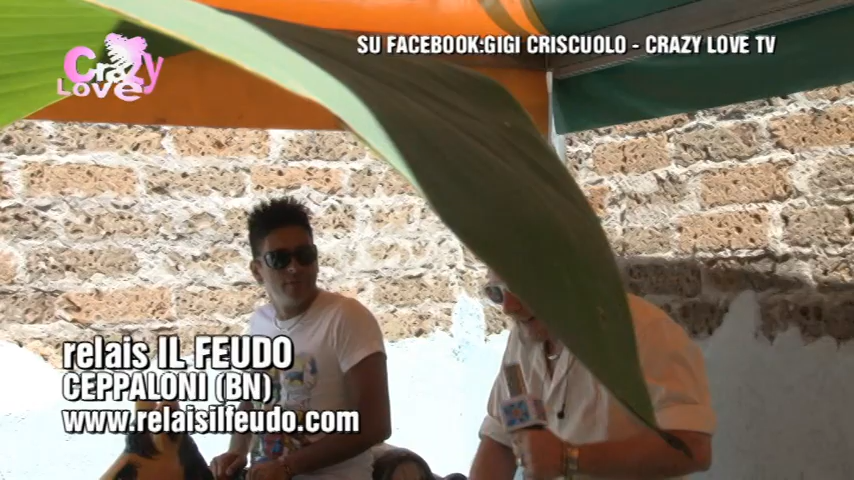 SU FACEBOOK:GIGI CRISCUOLO - CRAZY LOVE TV
Crazy
LOVe
relais IL FEUDO
CEPPALONI (BN)
www.relaisilfeudo.com